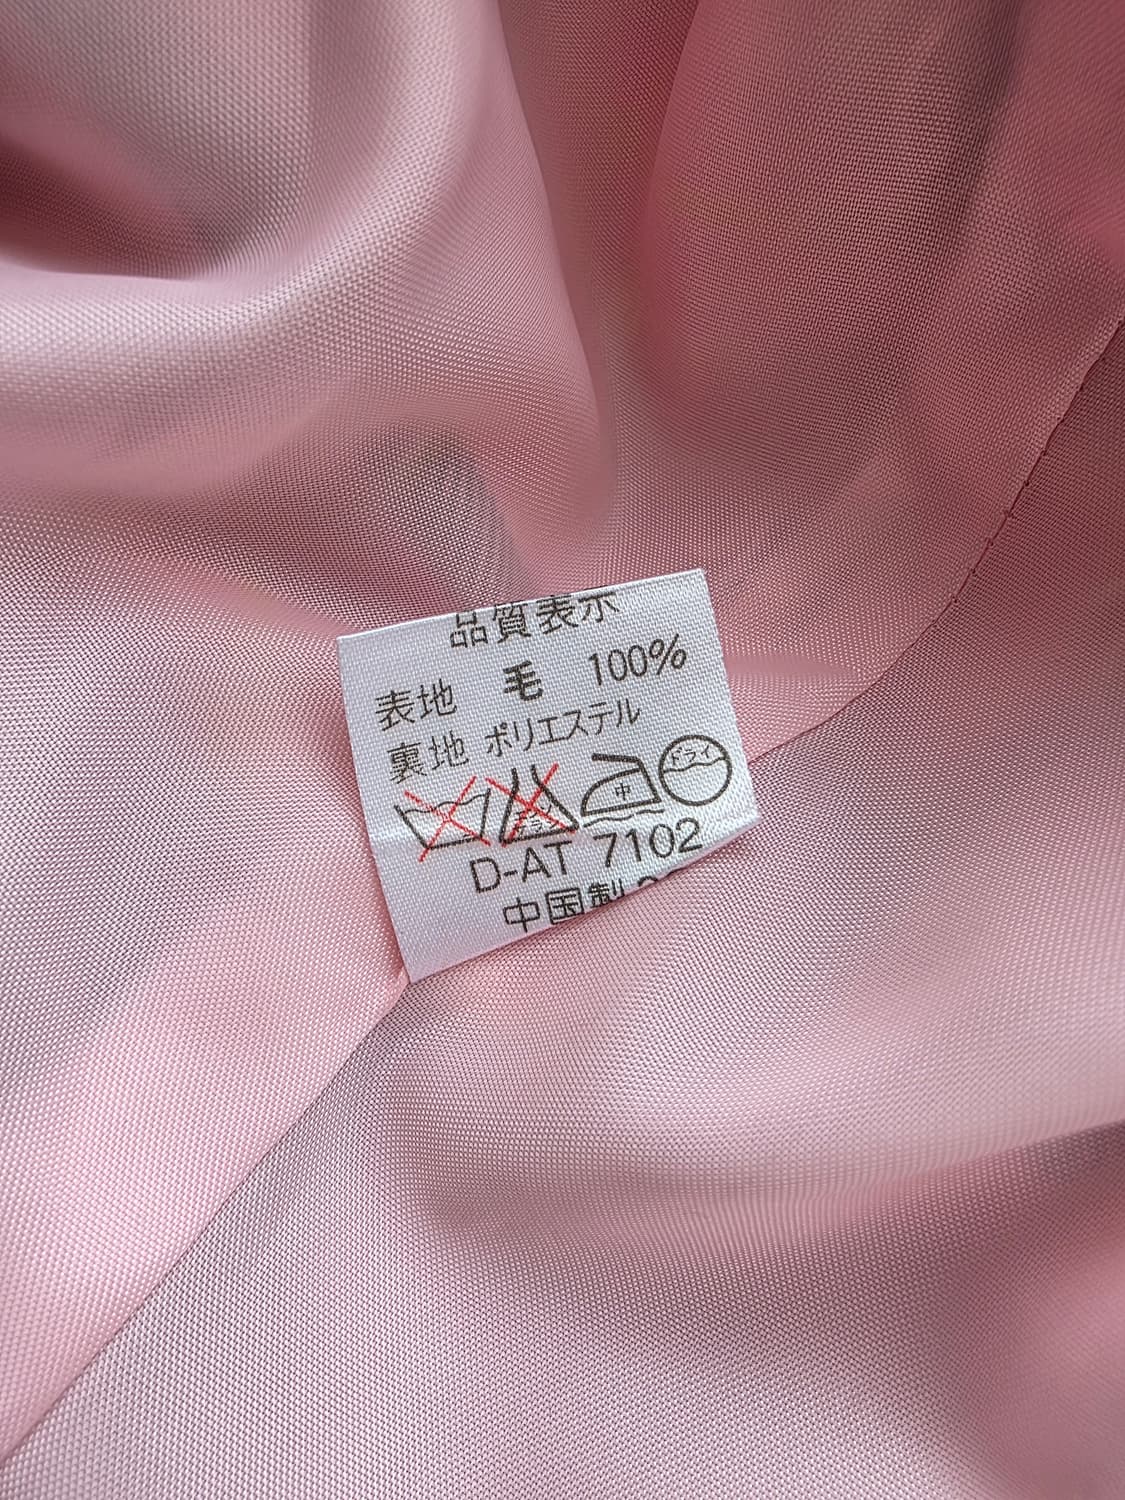 品質表示
表地 毛 100%
裏地 ポリエステル
中 ドライ
D-AT 7102
中国製